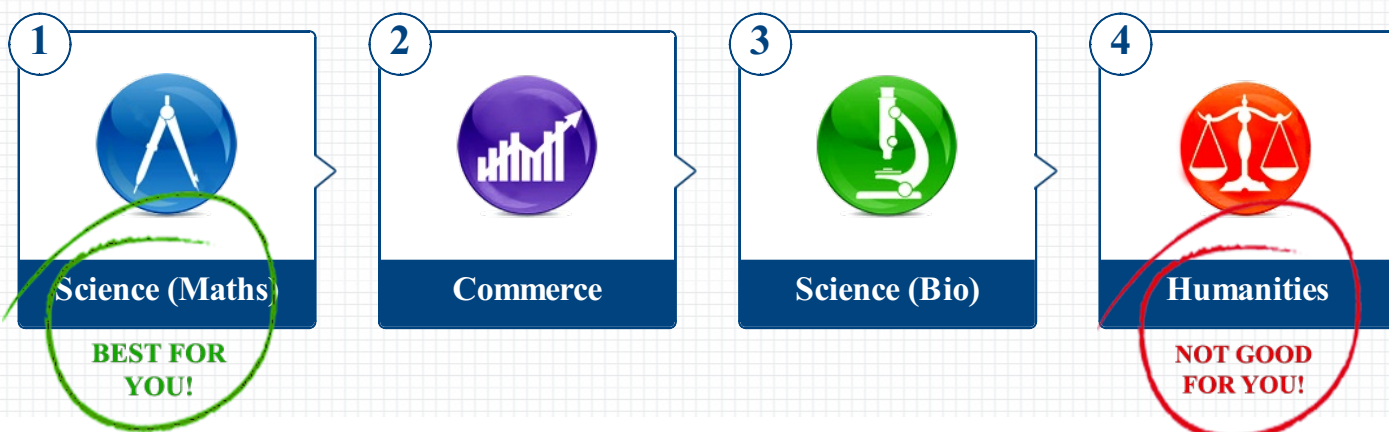 1
2
3
4
Science (Maths)
Commerce
Science (Bio)
Humanities
BEST FOR
YOU!
NOT GOOD
FOR YOU!